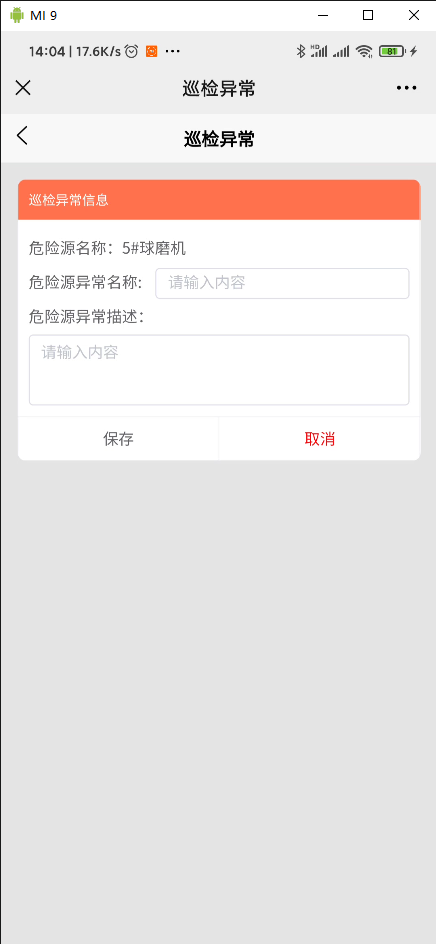 MI 9
14:04 | 17.6K/s
HD
81
巡检异常
巡检异常
巡检异常信息
危险源名称：5#球磨机
危险源异常名称: 请输入内容
危险源异常描述：
请输入内容
保存 取消